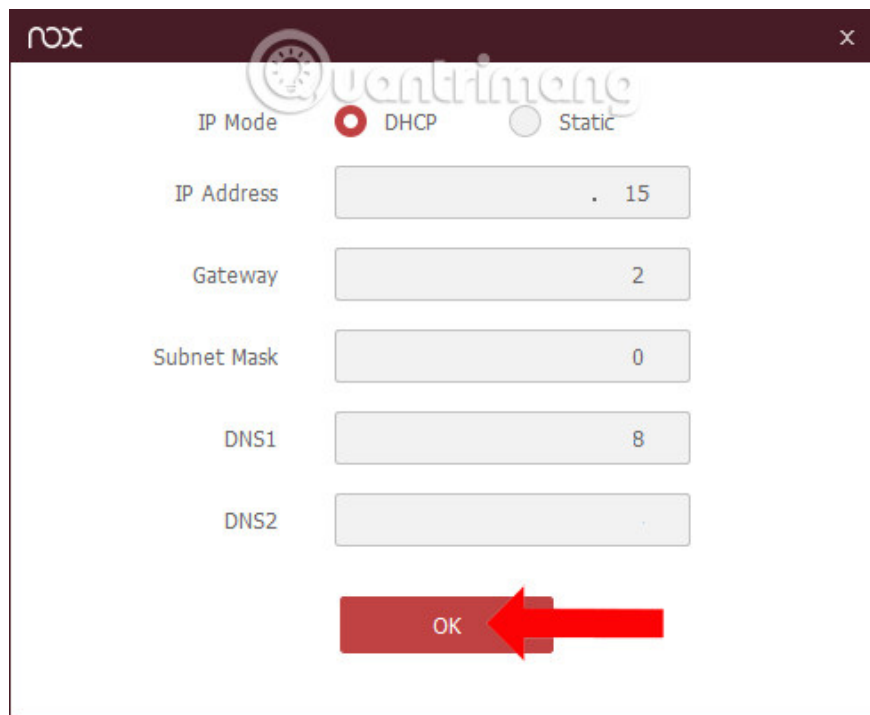 nox x
Quantrimang
IP Mode DHCP Static
IP Address . 15
Gateway 2
Subnet Mask 0
DNS1 8
DNS2
OK